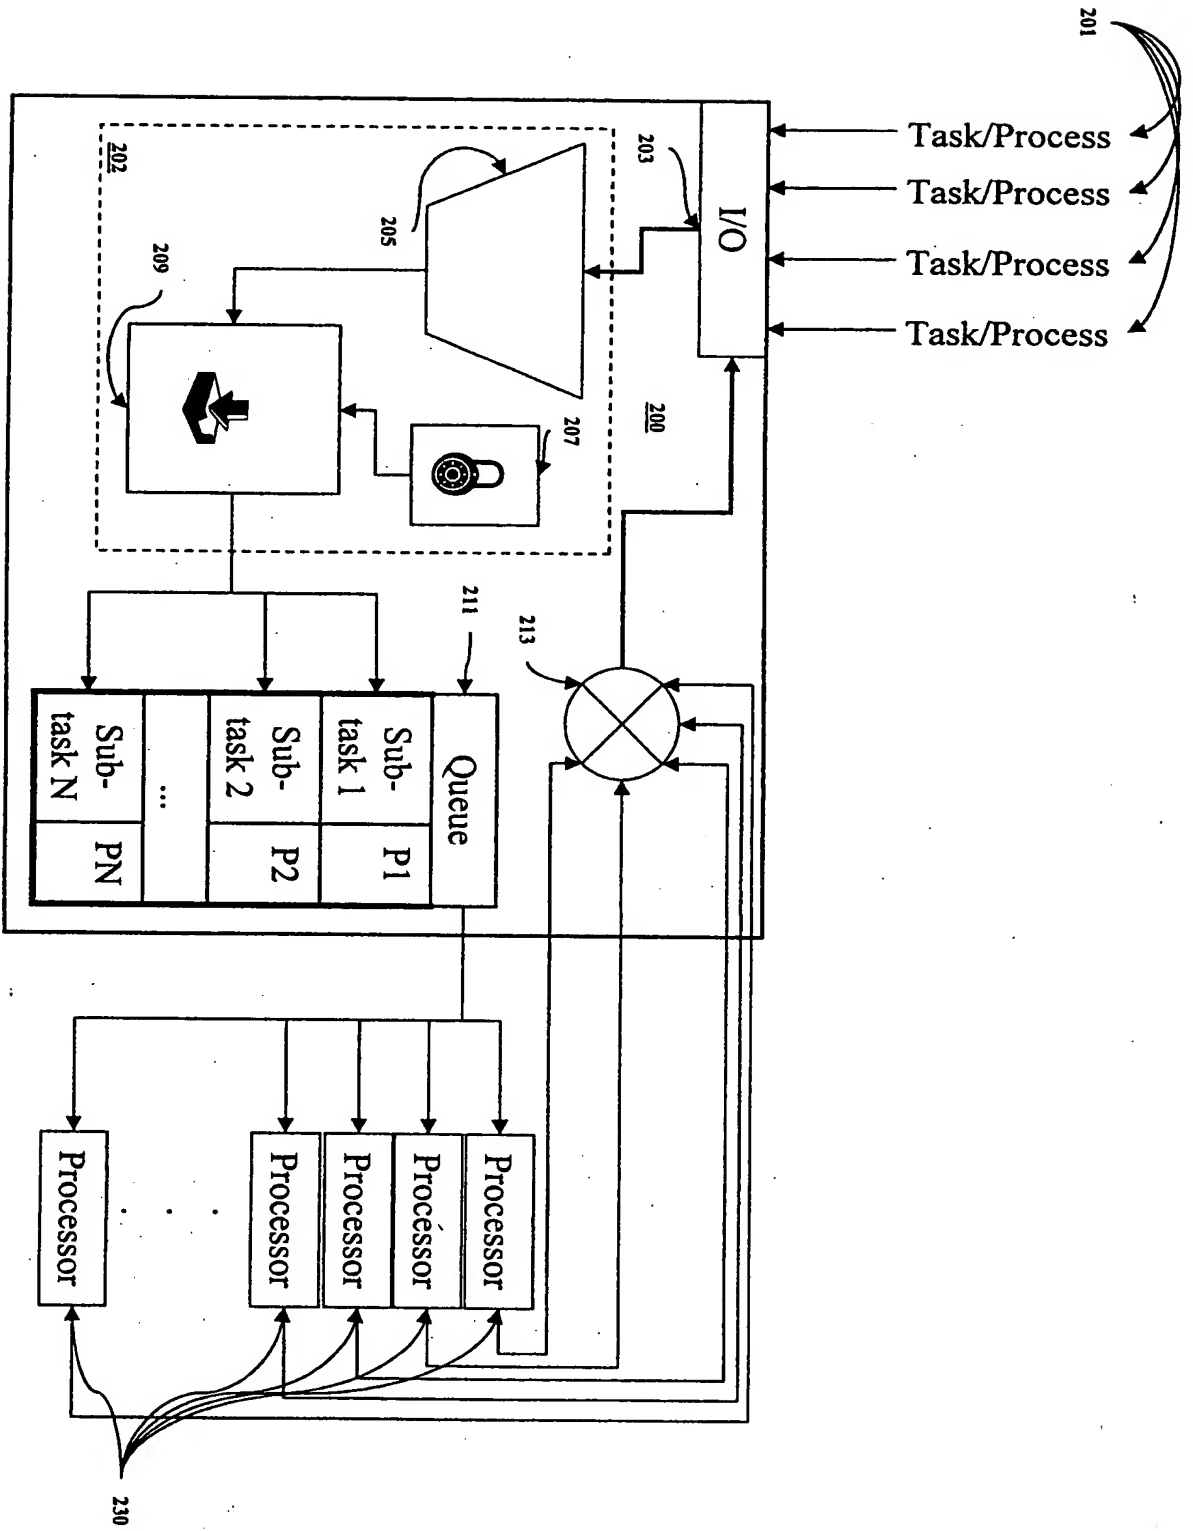 201
Task/Process
Task/Process
Task/Process
Task/Process
203
I/O
200
202
205
207
209
211
213
Queue
Sub-
task 1
P1
Sub-
task 2
P2
...
Sub-
task N
PN
Processor
Processor
Processor
Processor
. . .
Processor
230